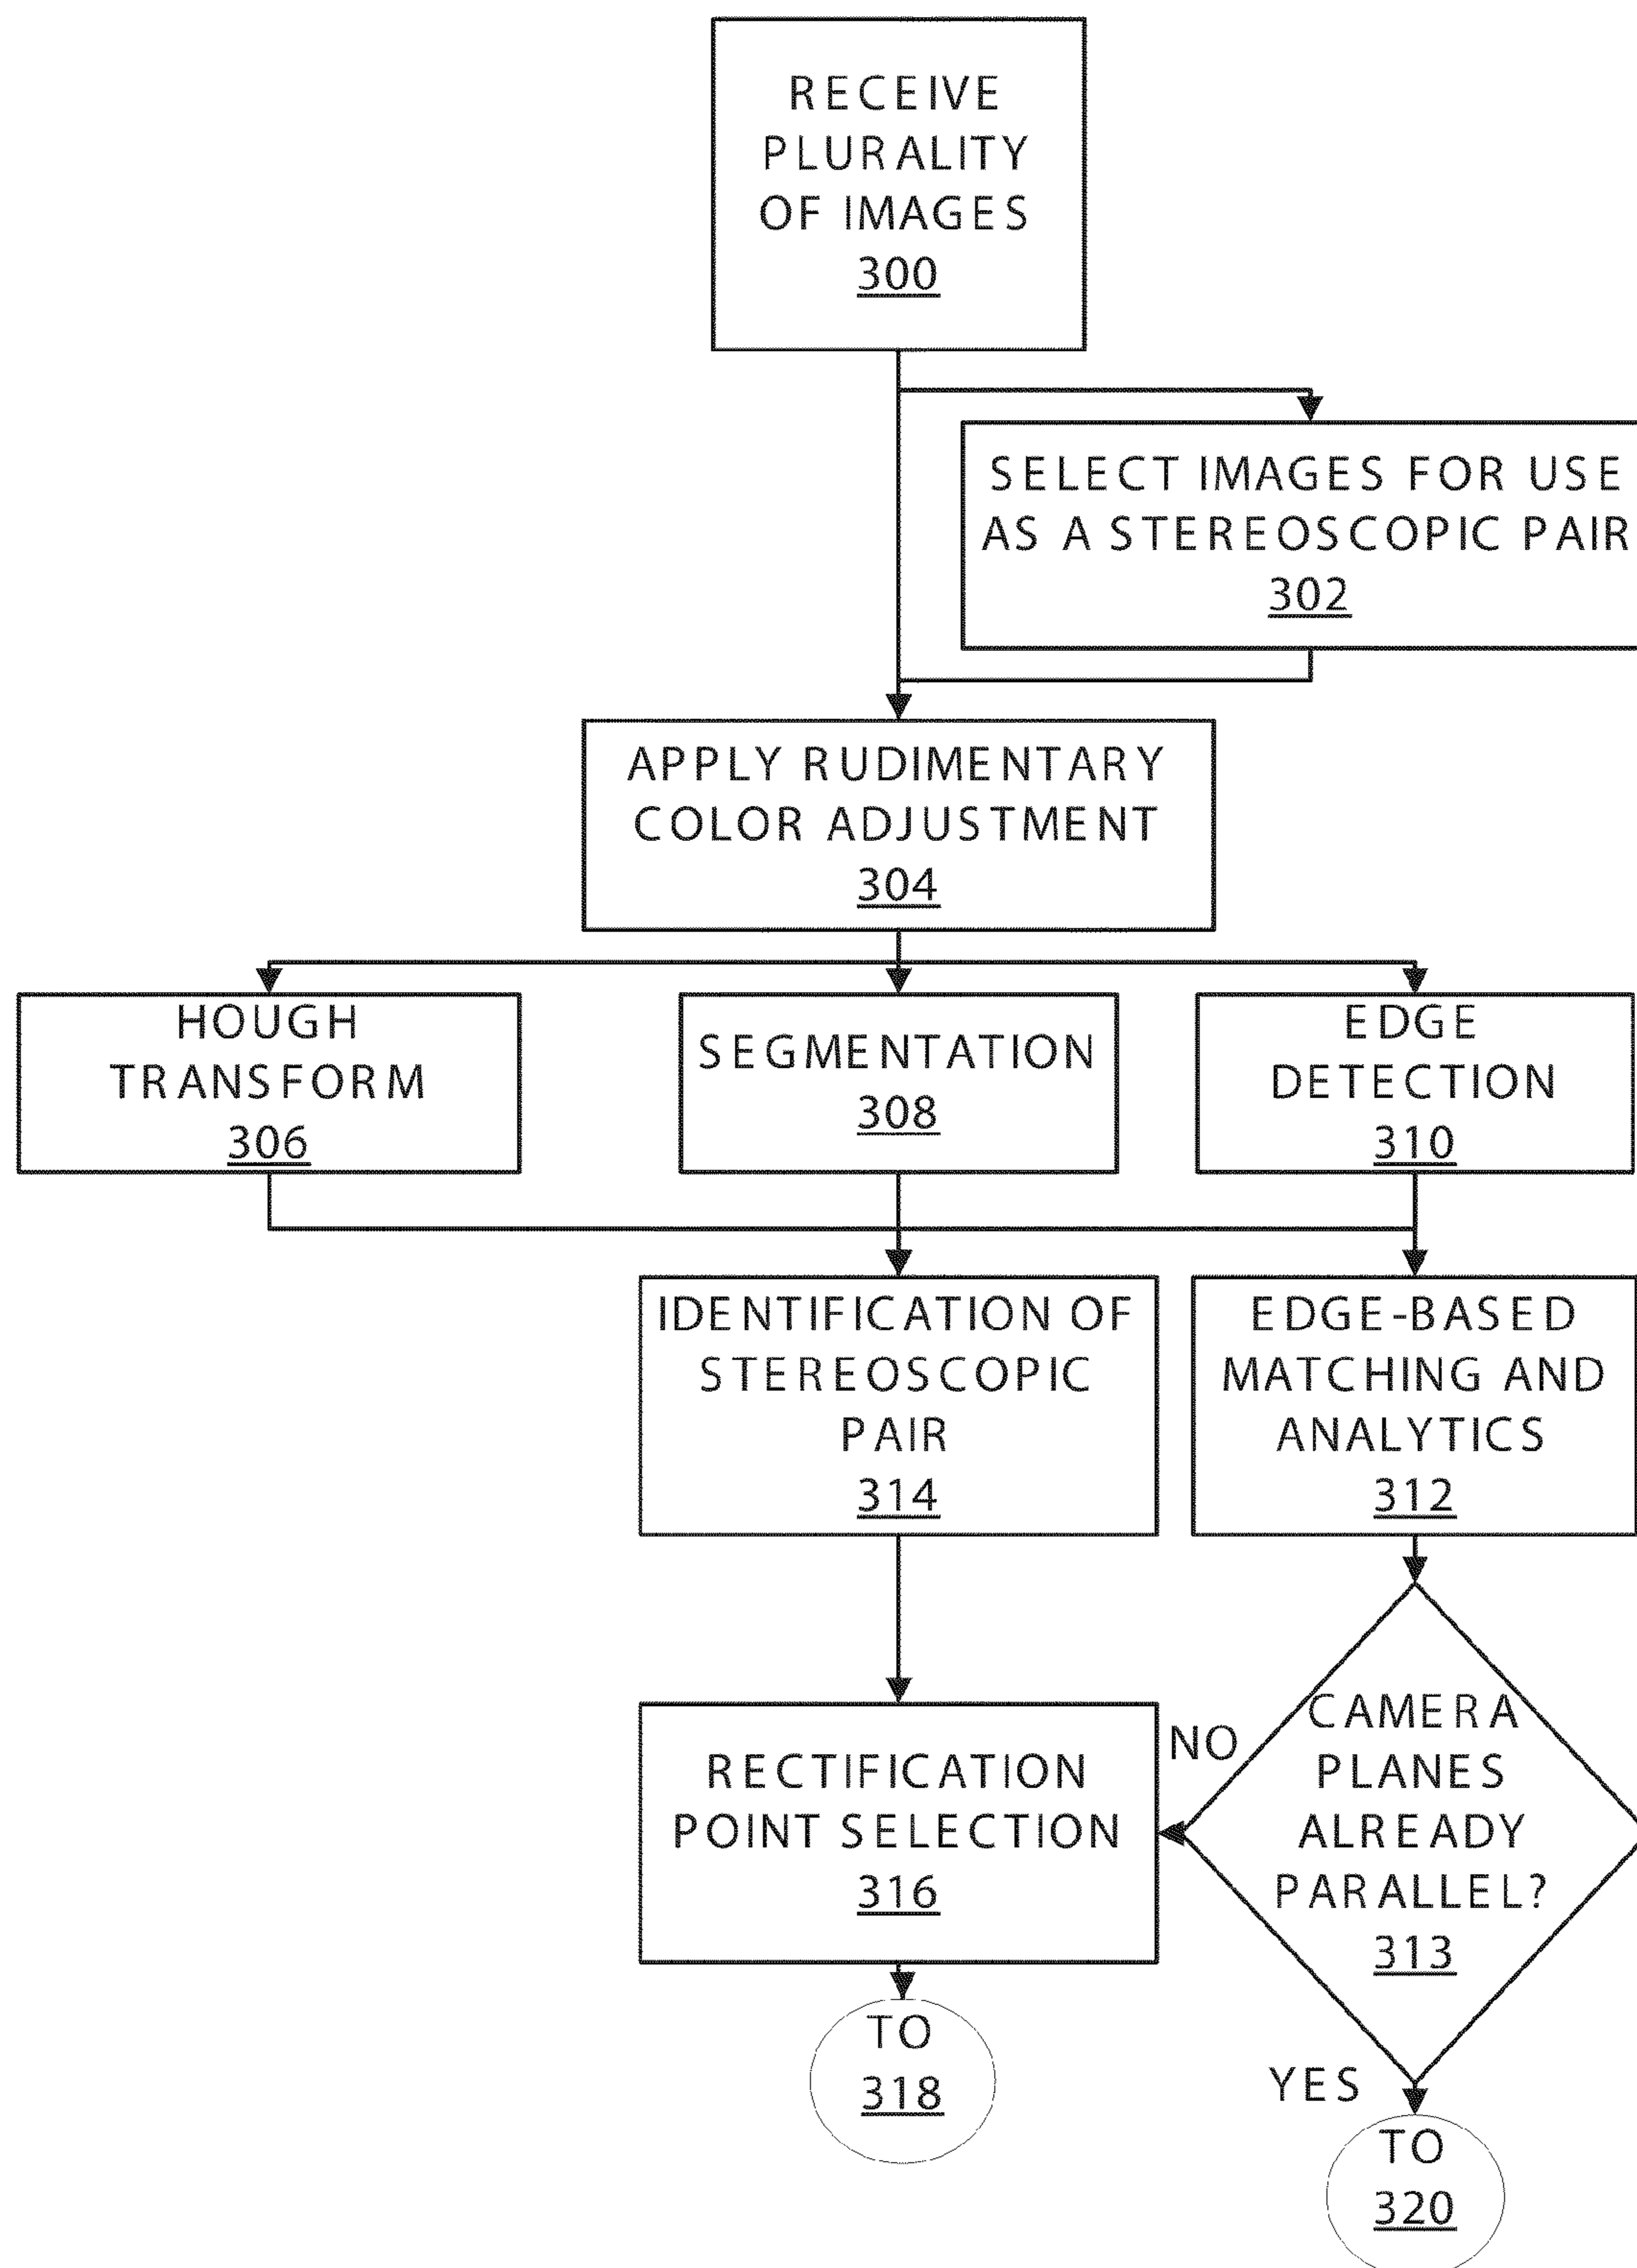 RECEIVE
PLURALITY
OF IMAGES
300
SELECT IMAGES FOR USE
AS A STEREOSCOPIC PAIR
302
APPLY RUDIMENTARY
COLOR ADJUSTMENT
304
HOUGH
TRANSFORM
306
SEGMENTATION
308
EDGE
DETECTION
310
IDENTIFICATION OF
STEREOSCOPIC
PAIR
314
EDGE-BASED
MATCHING AND
ANALYTICS
312
RECTIFICATION
POINT SELECTION
316
NO
CAMERA
PLANES
ALREADY
PARALLEL?
313
TO
318
YES
TO
320